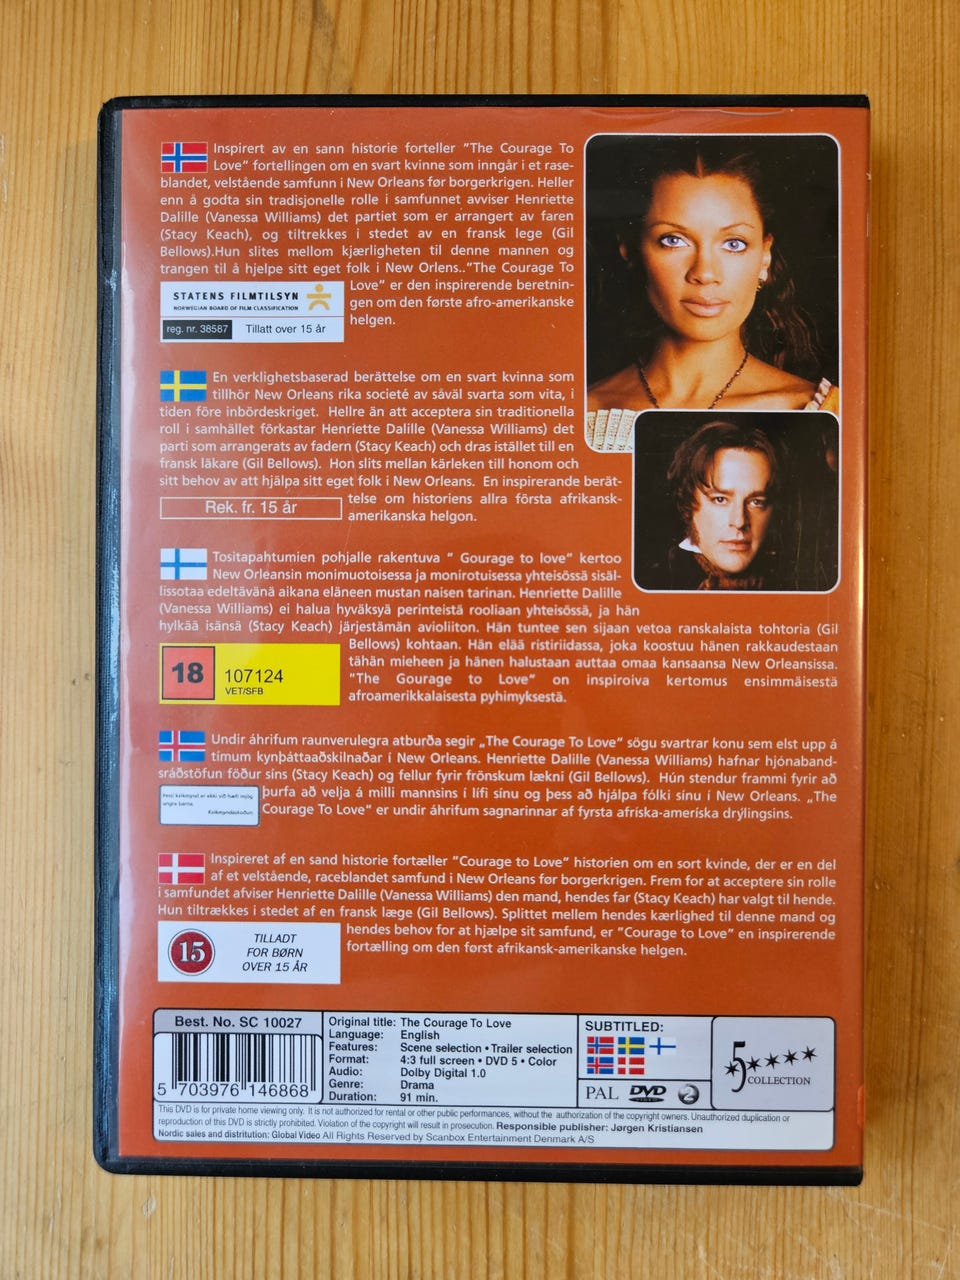 Inspirert av en sann historie forteller "The Courage To
Love" fortellingen om en svart kvinne som inngår i et rase-
blandet, velstående samfunn i New Orleans før borgerkrigen. Heller
enn å godta sin tradisjonelle rolle i samfunnet avviser Henriette
Dalille (Vanessa Williams) det partiet som er arrangert av faren
(Stacy Keach), og tiltrekkes i stedet av en fransk lege (Gil
Bellows).Hun slites mellom kjærligheten til denne mannen og
trangen til å hjelpe sitt eget folk i New Orlens.."The Courage To
Love" er den inspirerende beretnin-
gen om den første afro-amerikanske
helgen.
STATENS FILMTILSYN
NORWEGIAN BOARD OF FILM CLASSIFICATION
reg. nr. 38587 Tillatt over 15 år
En verklighetsbaserad berättelse om en svart kvinna som
tillhör New Orleans rika societé av såväl svarta som vita, i
tiden före inbördeskriget. Hellre än att acceptera sin traditionella
roll i samhället förkastar Henriette Dalille (Vanessa Williams) det
parti som arrangerats av fadern (Stacy Keach) och dras istället till en
fransk läkare (Gil Bellows). Hon slits mellan kärleken till honom och
sitt behov av att hjälpa sitt eget folk i New Orleans. En inspirerande berät-
telse om historiens allra första afrikansk-
amerikanska helgon.
Rek. fr. 15 år
Tositapahtumien pohjalle rakentuva " Gourage to love" kertoo
New Orleansin monimuotoisessa ja monirotuisessa yhteisössä sisäl-
lissotaa edeltävänä aikana eläneen mustan naisen tarinan. Henriette Dalille
(Vanessa Williams) ei halua hyväksyä perinteistä rooliaan yhteisössä, ja hän
hylkää isänsä (Stacy Keach) järjestämän avioliiton. Hän tuntee sen sijaan vetoa ranskalaista tohtoria (Gil
Bellows) kohtaan. Hän elää ristiriidassa, joka koostuu hänen rakkaudestaan
tähän mieheen ja hänen halustaan auttaa omaa kansaansa New Orleansissa.
"The Gourage to Love" on inspiroiva kertomus ensimmäisestä
afroamerikkalaisesta pyhimyksestä.
18 107124
VET/SFB
Undir áhrifum raunverulegra atburða segir „The Courage To Love" sögu svartrar konu sem elst upp á
tímum kynþáttaaðskilnaðar í New Orleans. Henriette Dalille (Vanessa Williams) hafnar hjónaband-
sráðstöfun föður sins (Stacy Keach) og fellur fyrir frönskum lækni (Gil Bellows). Hún stendur frammi fyrir að
þurfa að velja á milli mannsins í lífi sínu og þess að hjálpa fólki sínu í New Orleans. „The
Courage To Love" er undir áhrifum sagnarinnar af fyrsta afríska-ameríska drýlingsins.
Þessi kvikmynd er ekki við hæfi mjög
ungra barna
Kvikmyndaskoðun
Inspireret af en sand historie fortæller "Courage to Love" historien om en sort kvinde, der er en del
af et velstående, raceblandet samfund i New Orleans før borgerkrigen. Frem for at acceptere sin rolle
i samfundet afviser Henriette Dalille (Vanessa Williams) den mand, hendes far (Stacy Keach) har valgt til hende.
Hun tiltrækkes i stedet af en fransk læge (Gil Bellows). Splittet mellem hendes kærlighed til denne mand og
hendes behov for at hjælpe sit samfund, er "Courage to Love" en inspirerende
fortælling om den først afrikansk-amerikanske helgen.
15 TILLADT
FOR BØRN
OVER 15 ÅR
Best. No. SC 10027
5 703976 146868
Original title: The Courage To Love
Language: English
Features: Scene selection • Trailer selection
Format: 4:3 full screen • DVD 5 • Color
Audio: Dolby Digital 1.0
Genre: Drama
Duration: 91 min.
SUBTITLED:
PAL DVD VIDEO 2
5
COLLECTION
This DVD is for private home viewing only. It is not authorized for rental or other public performances, without the authorization of the copyright owners. Unauthorized duplication or
reproduction of this DVD is strictly prohibited. Violation of the copyright will result in prosecution. Responsible publisher: Jørgen Kristiansen
Nordic sales and distribution: Global Video All Rights Reserved by Scanbox Entertainment Denmark A/S